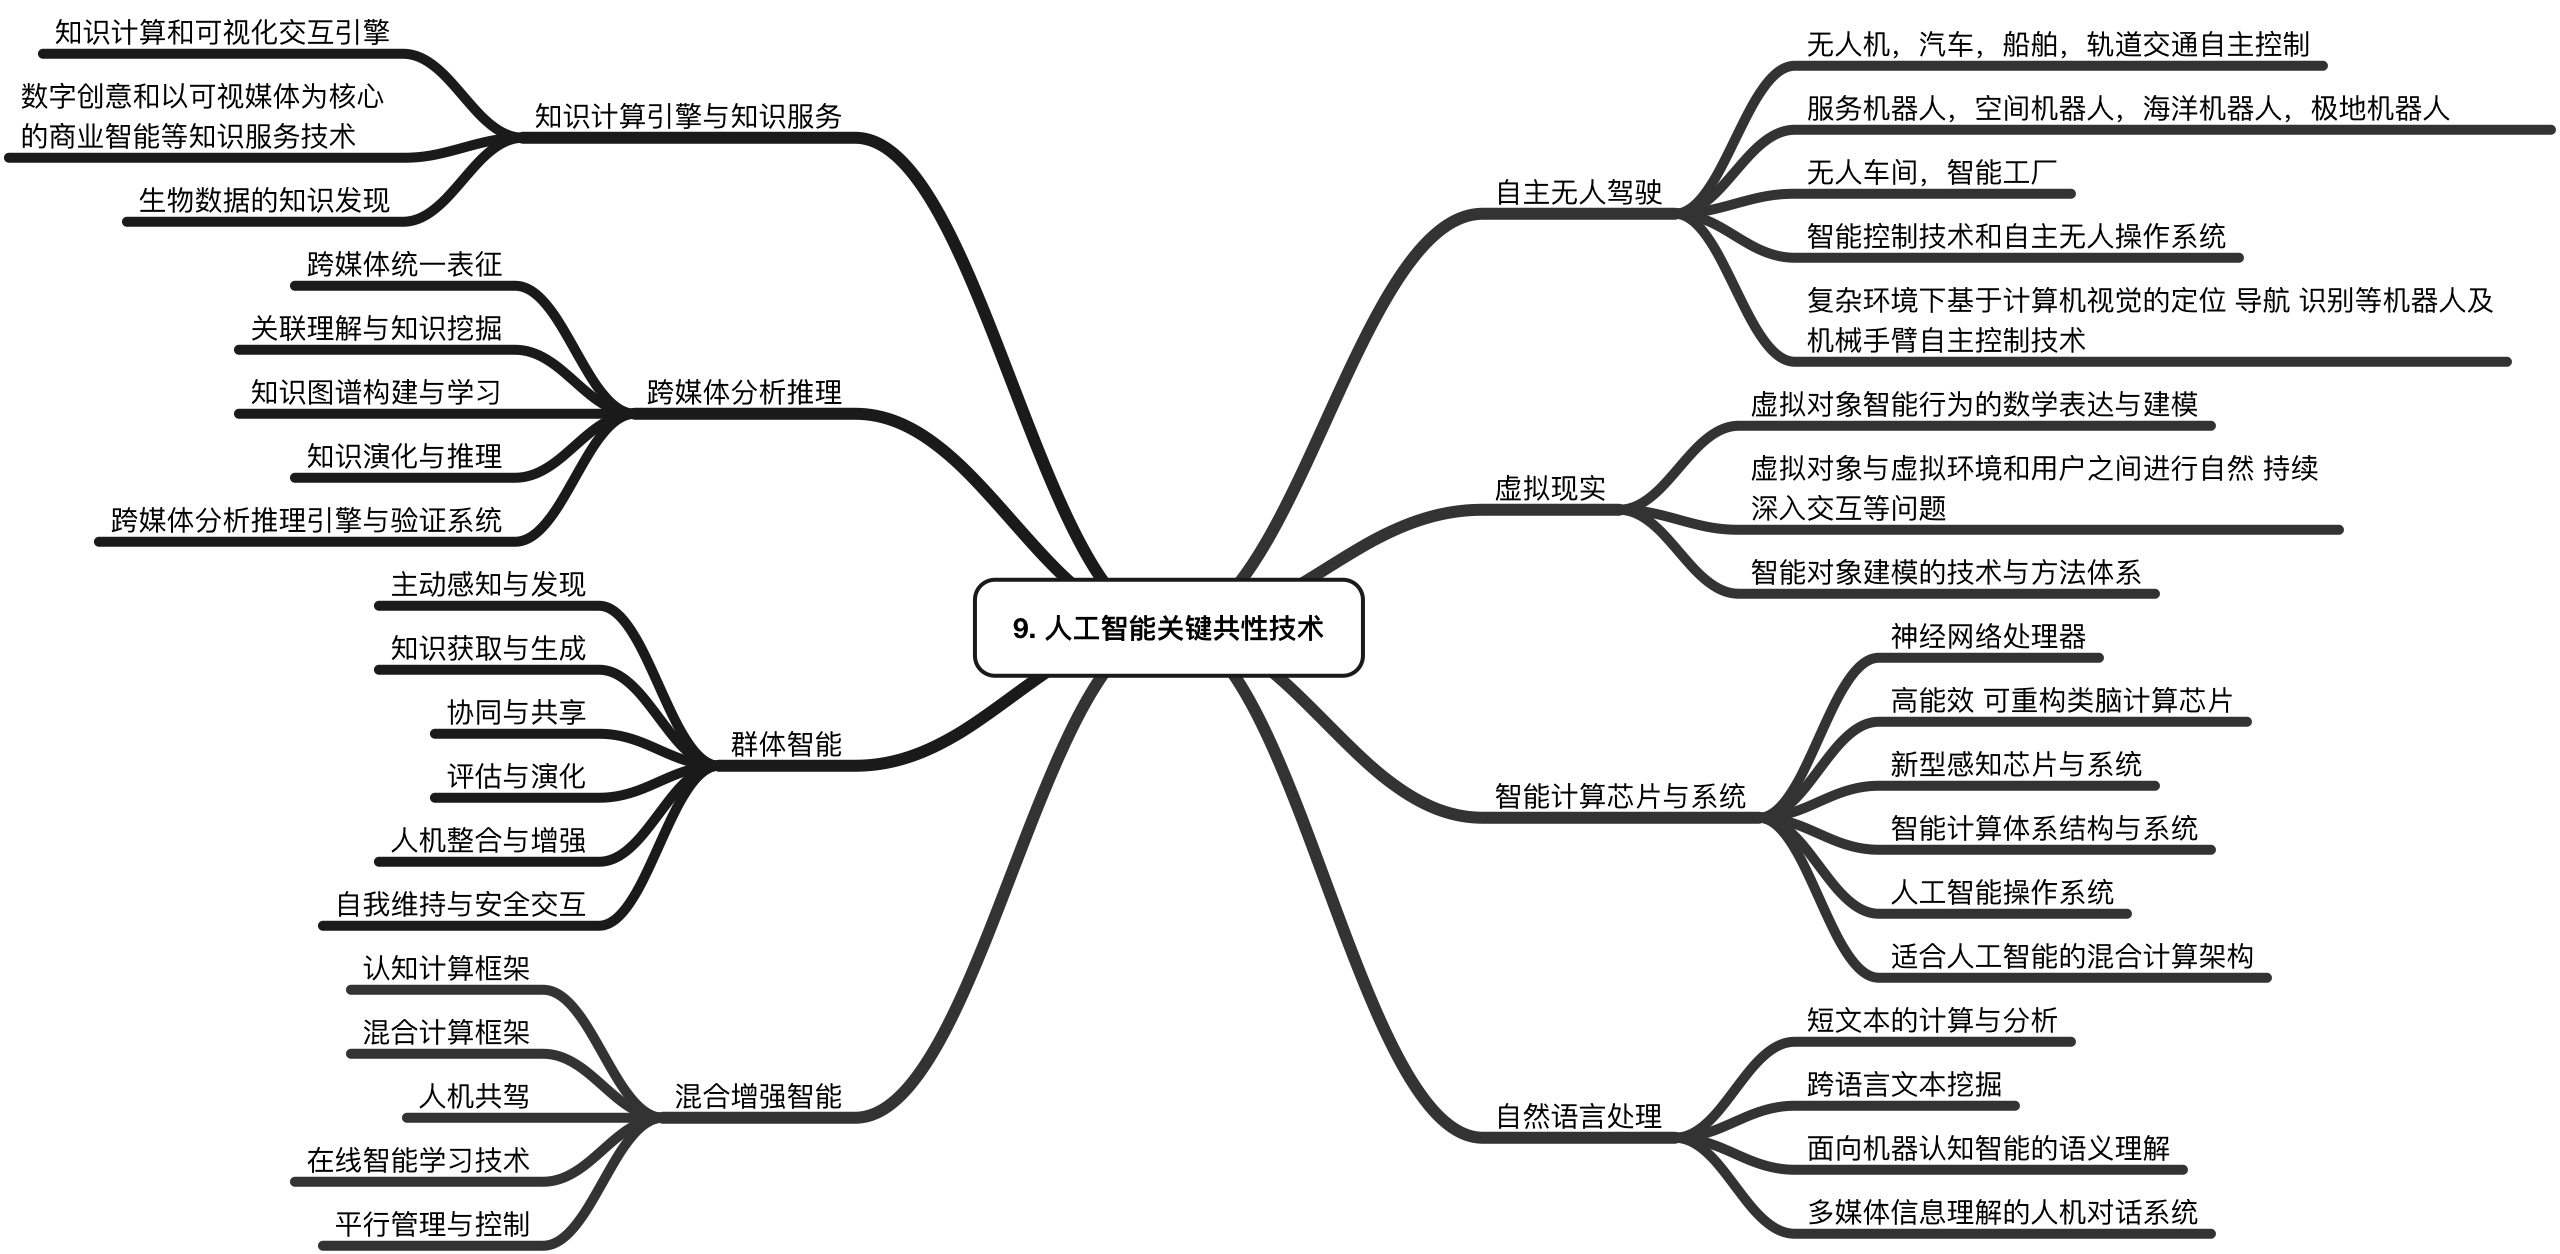 9. 人工智能关键共性技术
知识计算引擎与知识服务
知识计算和可视化交互引擎
数字创意和以可视媒体为核心
的商业智能等知识服务技术
生物数据的知识发现
跨媒体分析推理
跨媒体统一表征
关联理解与知识挖掘
知识图谱构建与学习
知识演化与推理
跨媒体分析推理引擎与验证系统
群体智能
主动感知与发现
知识获取与生成
协同与共享
评估与演化
人机整合与增强
自我维持与安全交互
混合增强智能
认知计算框架
混合计算框架
人机共驾
在线智能学习技术
平行管理与控制
自主无人驾驶
无人机，汽车，船舶，轨道交通自主控制
服务机器人，空间机器人，海洋机器人，极地机器人
无人车间，智能工厂
智能控制技术和自主无人操作系统
复杂环境下基于计算机视觉的定位 导航 识别等机器人及
机械手臂自主控制技术
虚拟现实
虚拟对象智能行为的数学表达与建模
虚拟对象与虚拟环境和用户之间进行自然 持续
深入交互等问题
智能对象建模的技术与方法体系
智能计算芯片与系统
神经网络处理器
高能效 可重构类脑计算芯片
新型感知芯片与系统
智能计算体系结构与系统
人工智能操作系统
适合人工智能的混合计算架构
自然语言处理
短文本的计算与分析
跨语言文本挖掘
面向机器认知智能的语义理解
多媒体信息理解的人机对话系统